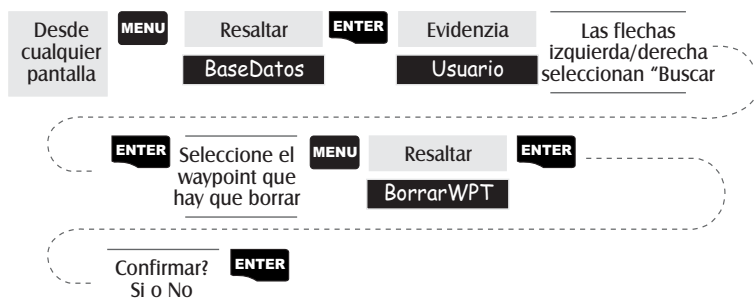 Desde
cualquier
pantalla
MENU
Resaltar
BaseDatos
ENTER
Evidenzia
Usuario
Las flechas
izquierda/derecha
seleccionan “Buscar
ENTER
Seleccione el
waypoint que
hay que borrar
MENU
Resaltar
BorrarWPT
ENTER
Confirmar?
Si o No
ENTER